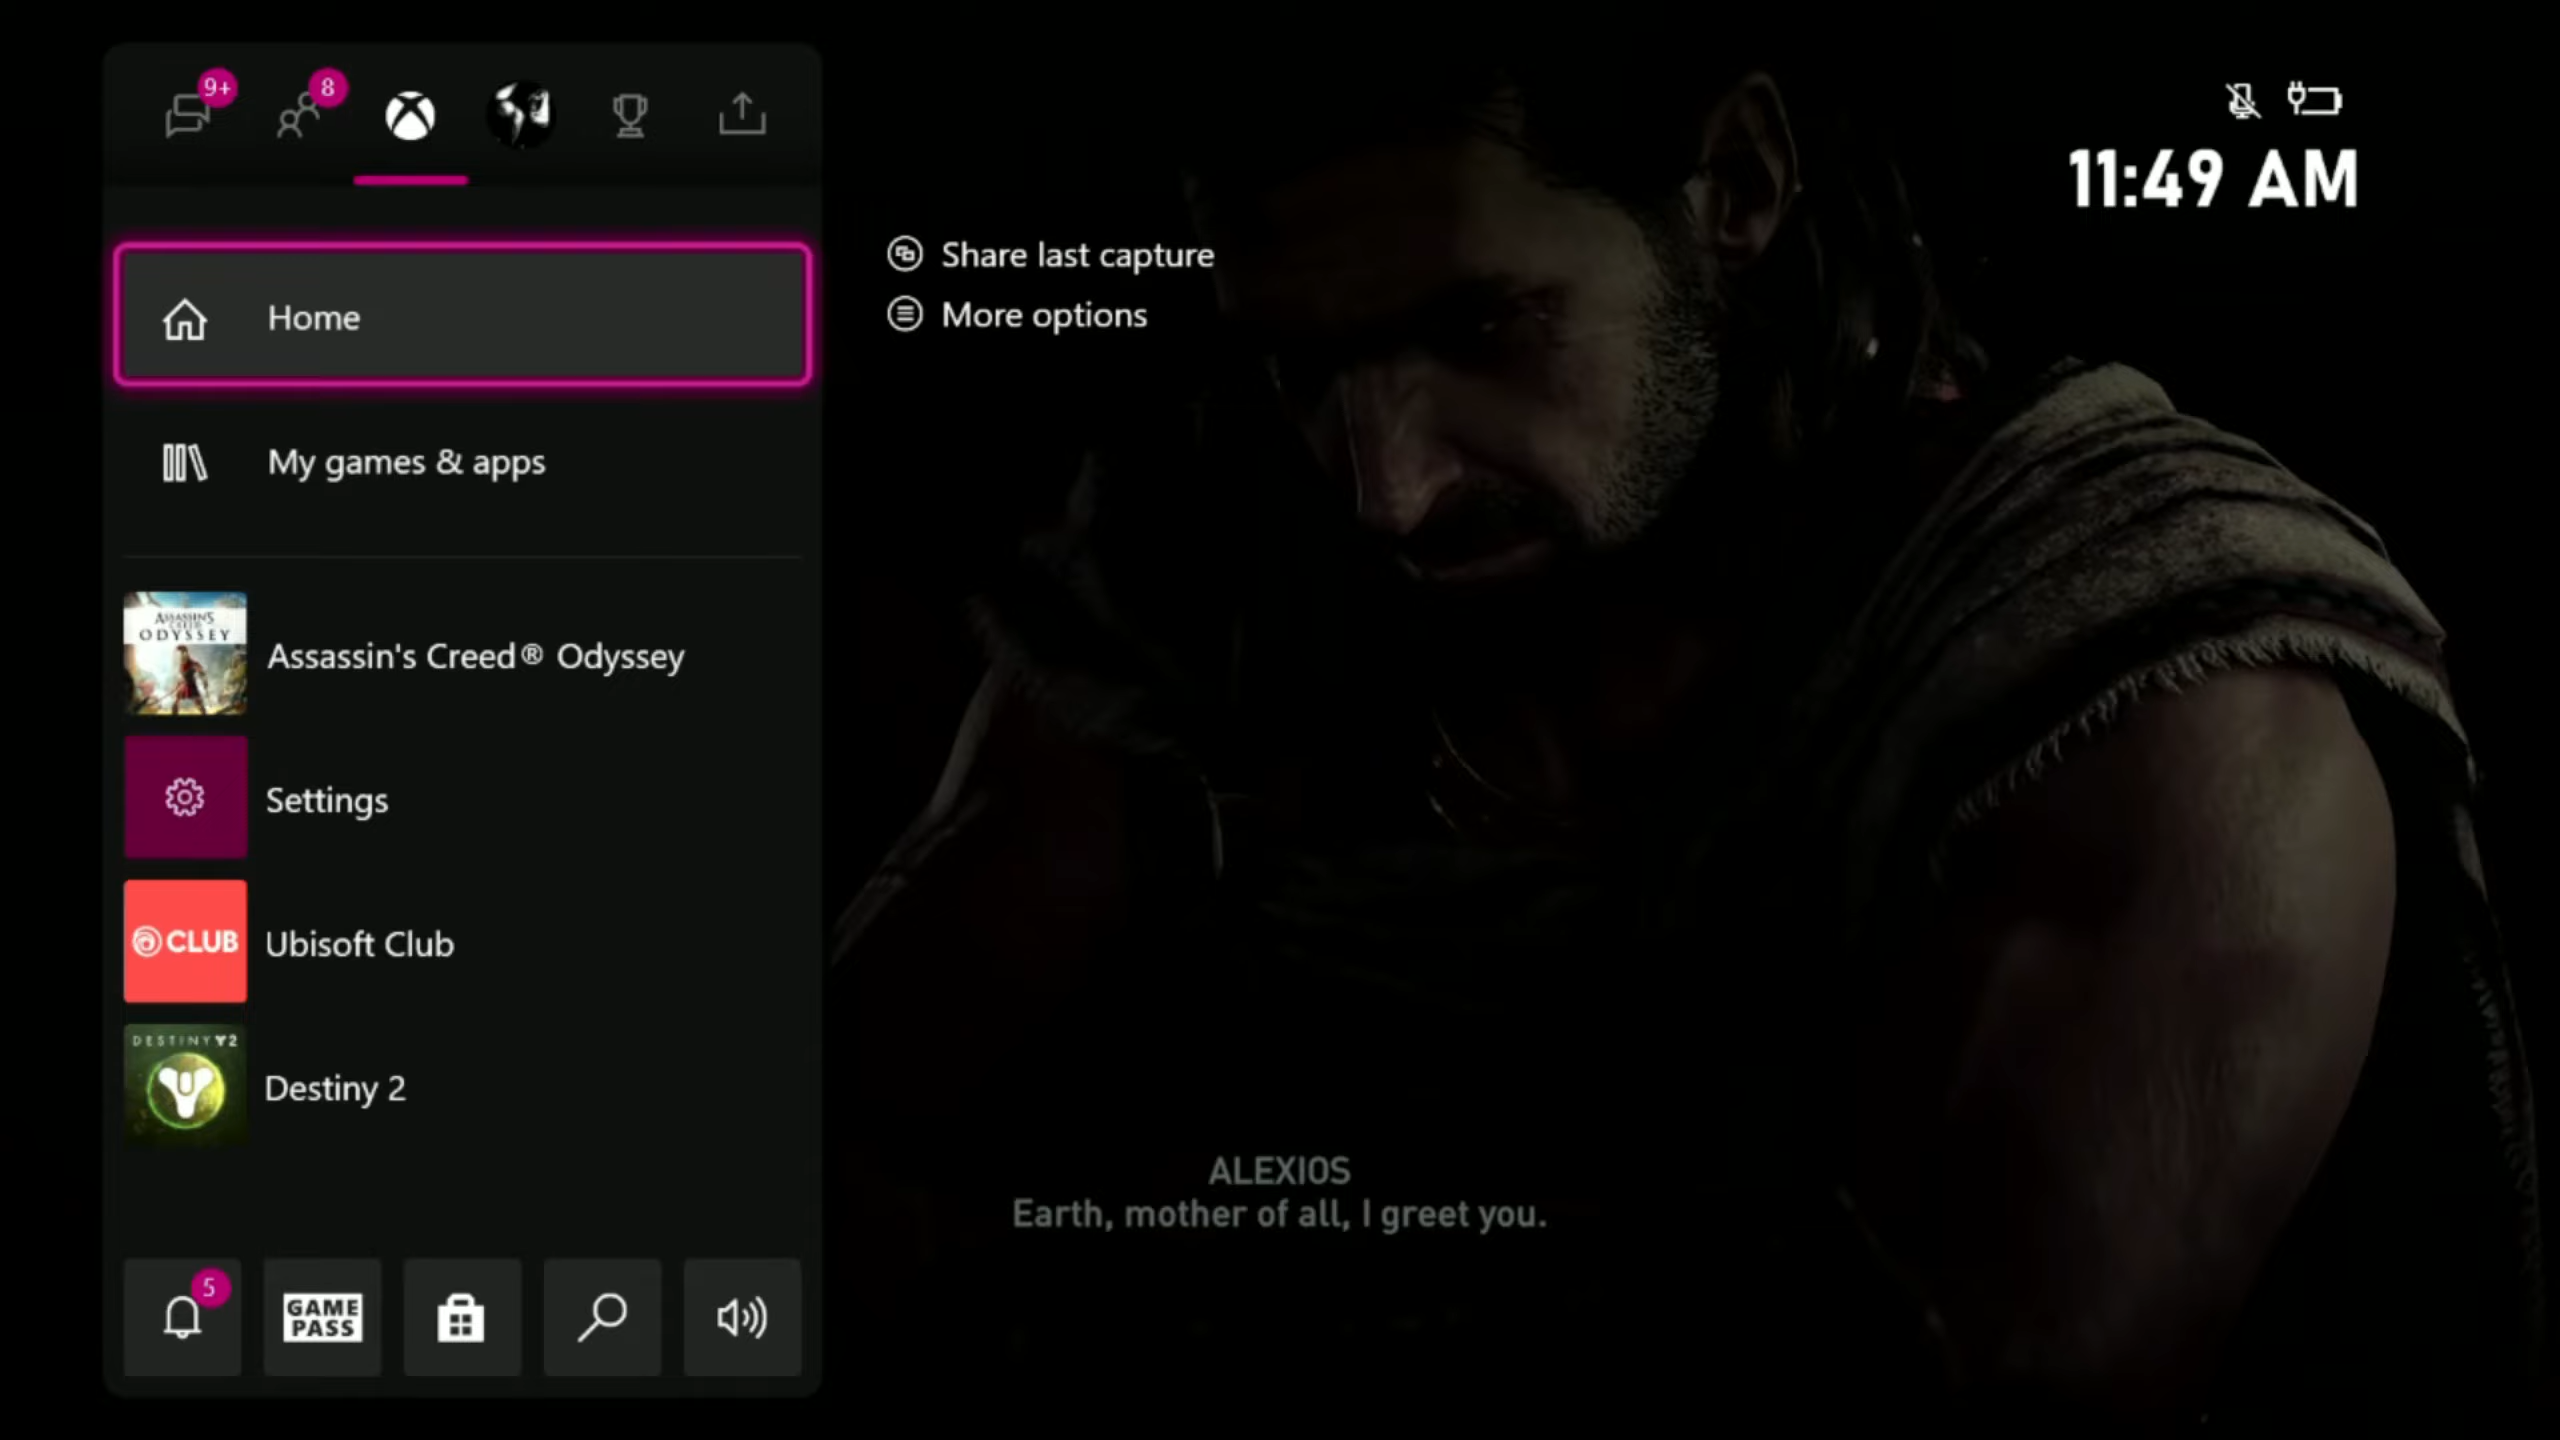 9+
8
11:49 AM
Share last capture
More options
Home
My games & apps
ASSASSIN'S
CREED
ODYSSEY
Assassin's Creed® Odyssey
Settings
CLUB
Ubisoft Club
DESTINY 2
Destiny 2
ALEXIOS
Earth, mother of all, I greet you.
5
GAME
PASS